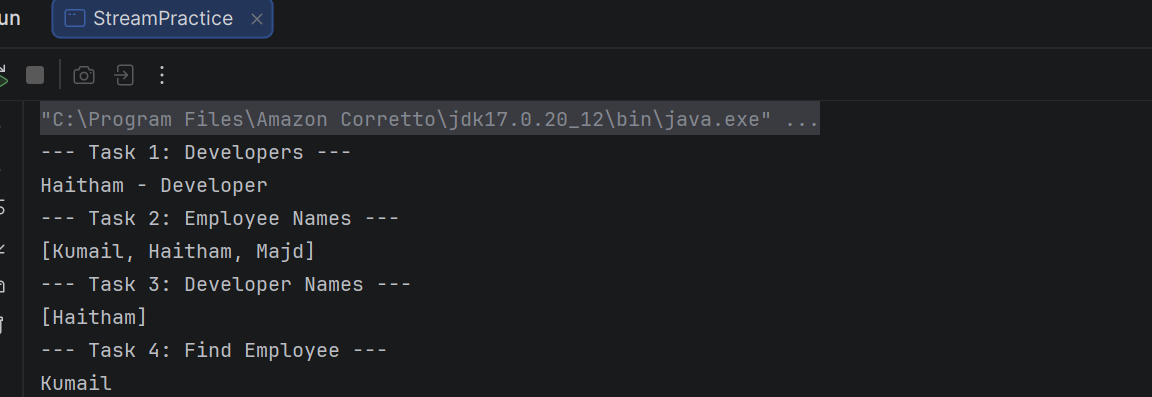 un
StreamPractice
"C:\Program Files\Amazon Corretto\jdk17.0.20_12\bin\java.exe" ...
--- Task 1: Developers ---
Haitham - Developer
--- Task 2: Employee Names ---
[Kumail, Haitham, Majd]
--- Task 3: Developer Names ---
[Haitham]
--- Task 4: Find Employee ---
Kumail